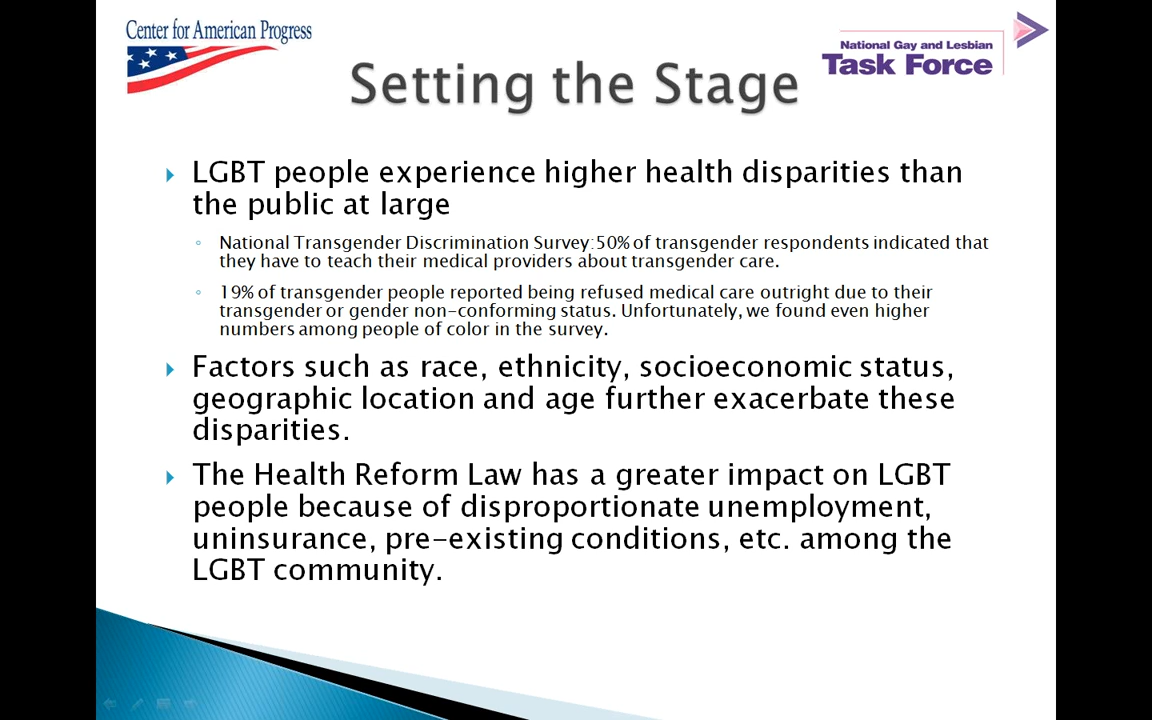 Center for American Progress
National Gay and Lesbian
Task Force
Setting the Stage
LGBT people experience higher health disparities than
the public at large
National Transgender Discrimination Survey:50% of transgender respondents indicated that
they have to teach their medical providers about transgender care.
19% of transgender people reported being refused medical care outright due to their
transgender or gender non-conforming status. Unfortunately, we found even higher
numbers among people of color in the survey.
Factors such as race, ethnicity, socioeconomic status,
geographic location and age further exacerbate these
disparities.
The Health Reform Law has a greater impact on LGBT
people because of disproportionate unemployment,
uninsurance, pre-existing conditions, etc. among the
LGBT community.